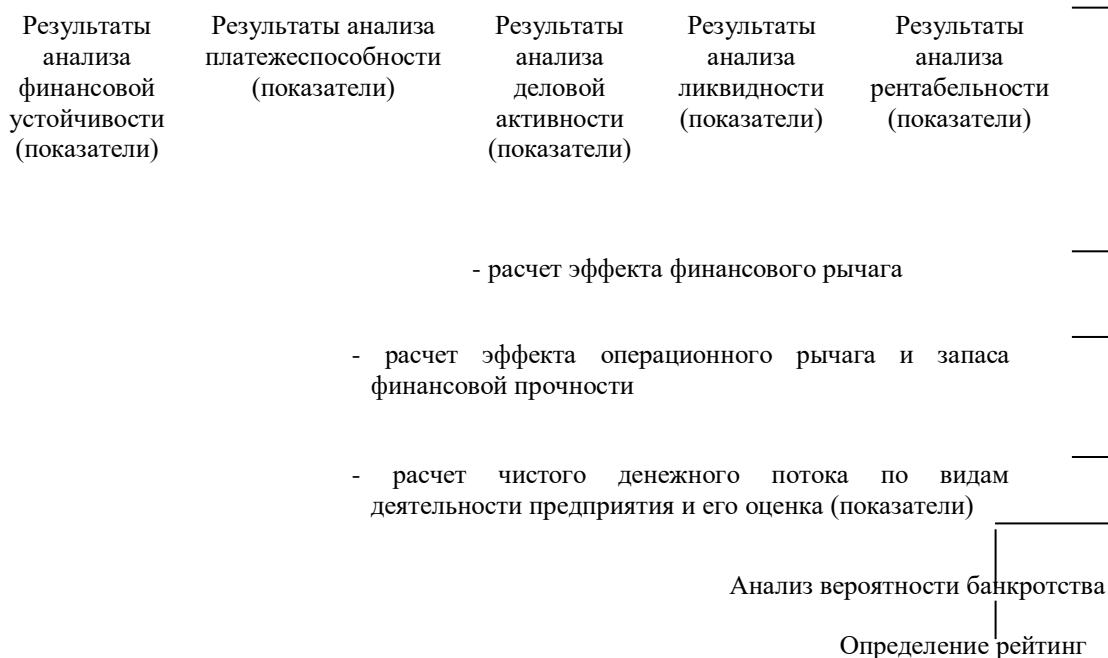 Результаты
анализа
финансовой
устойчивости
(показатели)
Результаты анализа
платежеспособности
(показатели)
Результаты
анализа
деловой
активности
(показатели)
Результаты
анализа
ликвидности
(показатели)
Результаты
анализа
рентабельности
(показатели)
- расчет эффекта финансового рычага
- расчет эффекта операционного рычага и запаса
финансовой прочности
- расчет чистого денежного потока по видам
деятельности предприятия и его оценка (показатели)
Анализ вероятности банкротства
Определение рейтинг